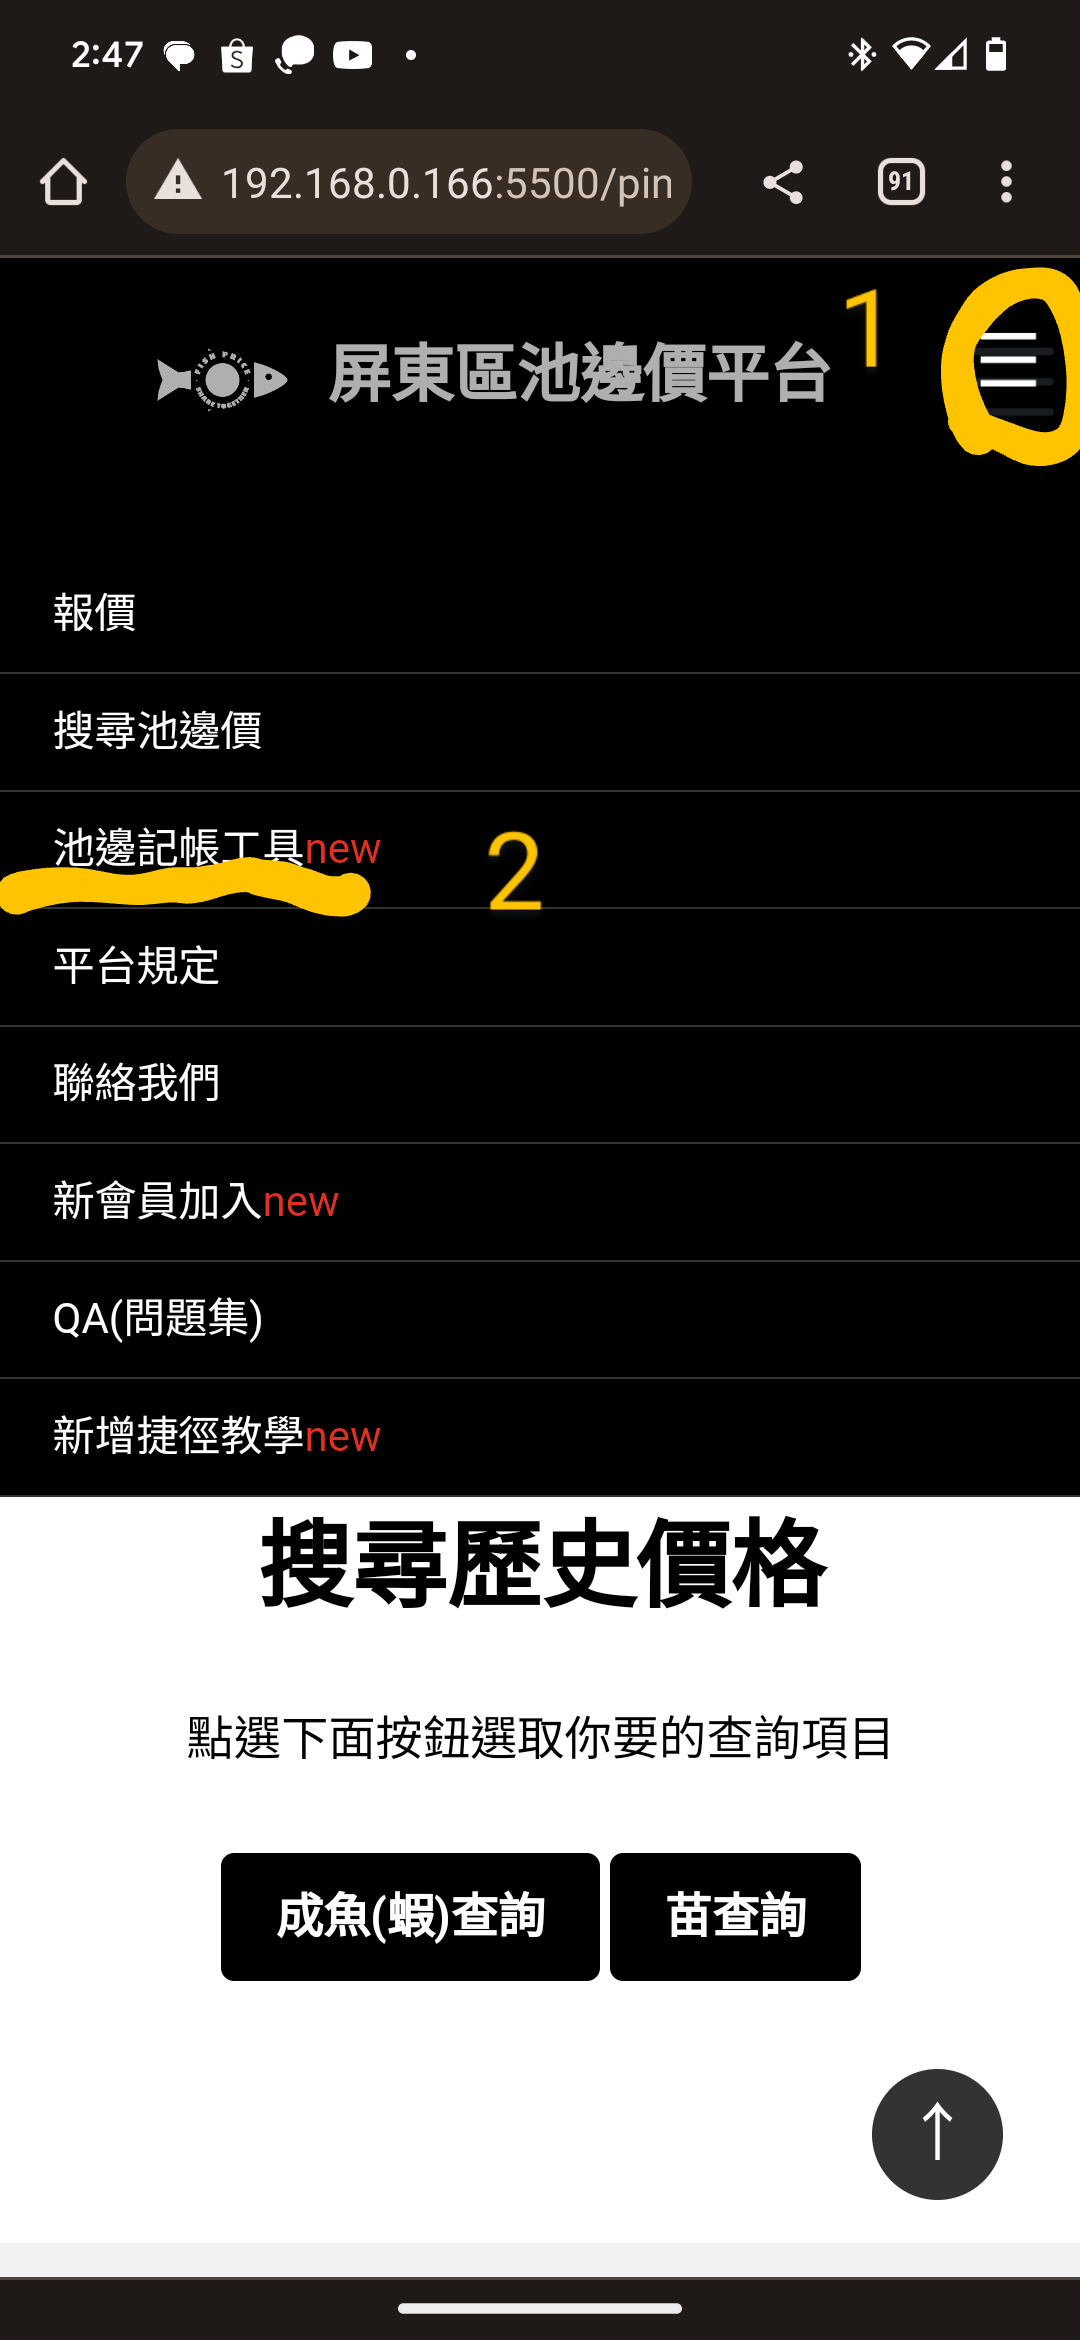 2:47
192.168.0.166:5500/pin
91
FISH PRICE
SHARE TOGETHER
屏東區池邊價平台
1
報價
搜尋池邊價
池邊記帳工具new
2
平台規定
聯絡我們
新會員加入new
QA(問題集)
新增捷徑教學new
搜尋歷史價格
點選下面按鈕選取你要的查詢項目
成魚(蝦)查詢
苗查詢